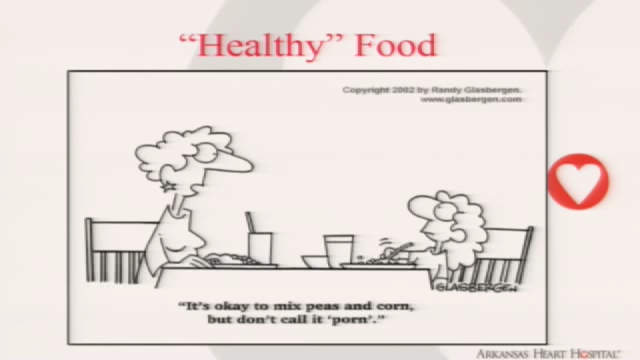 “Healthy” Food
Copyright 2002 by Randy Glasbergen.
www.glasbergen.com
GLASBERGEN
“It's okay to mix peas and corn,
but don't call it ‘porn’.”
ARKANSAS HEART HOSPITAL